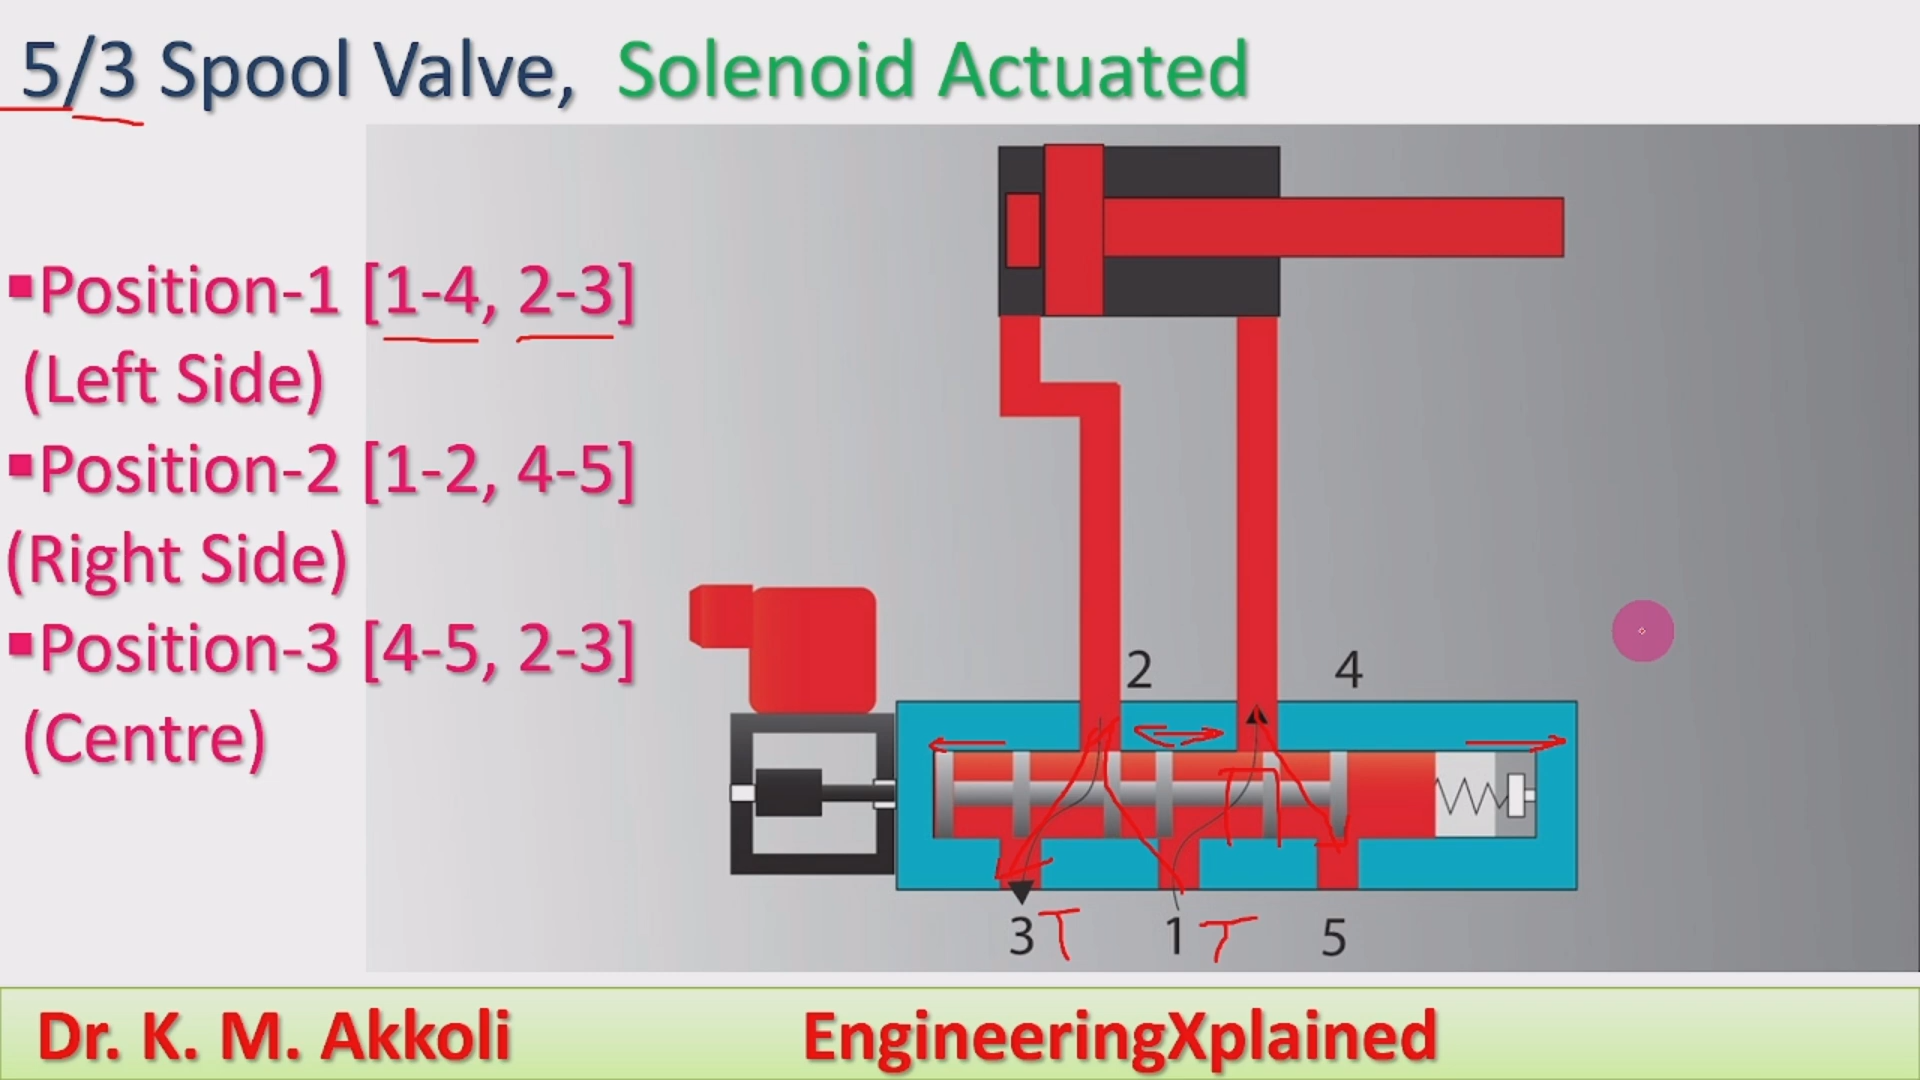 5/3 Spool Valve, Solenoid Actuated
▪Position-1 [1-4, 2-3]
(Left Side)
▪Position-2 [1-2, 4-5]
(Right Side)
▪Position-3 [4-5, 2-3]
(Centre)
2 4
3 T 1 T 5
Dr. K. M. Akkoli EngineeringXplained